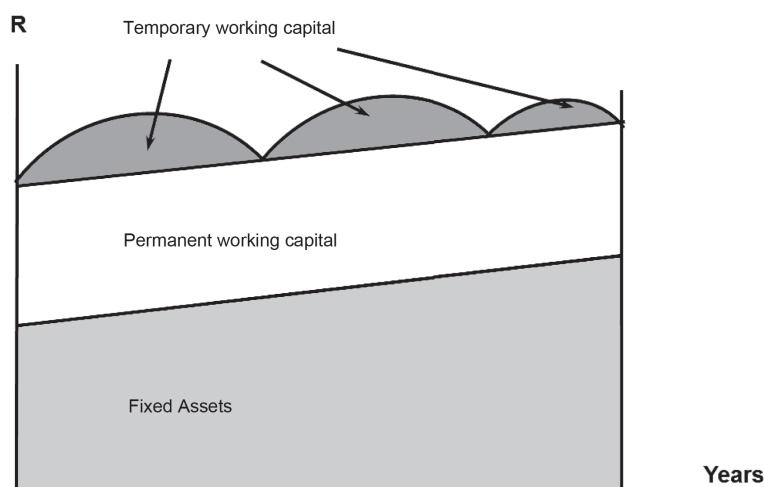 R
Temporary working capital
Permanent working capital
Fixed Assets
Years